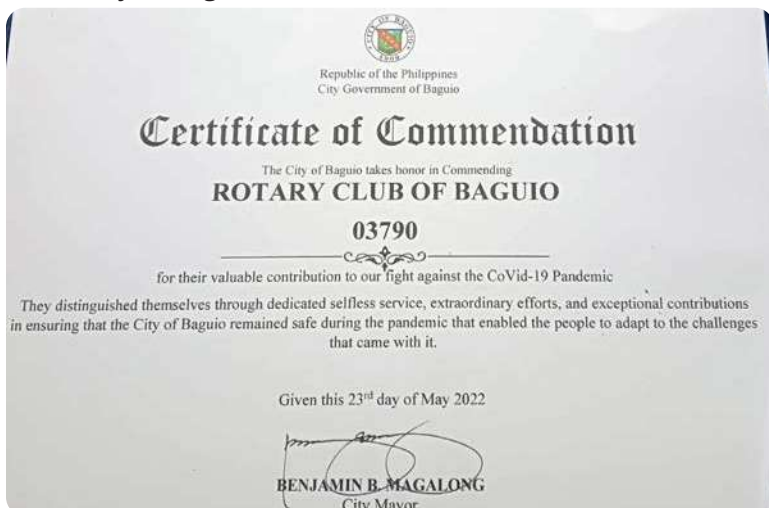 CITY OF BAGUIO
1909
Republic of the Philippines
City Government of Baguio
Certificate of Commendation
The City of Baguio takes honor in Commending
ROTARY CLUB OF BAGUIO
03790
for their valuable contribution to our fight against the CoVid-19 Pandemic
They distinguished themselves through dedicated selfless service, extraordinary efforts, and exceptional contributions
in ensuring that the City of Baguio remained safe during the pandemic that enabled the people to adapt to the challenges
that came with it.
Given this 23rd day of May 2022
BENJAMIN B. MAGALONG
City Mayor